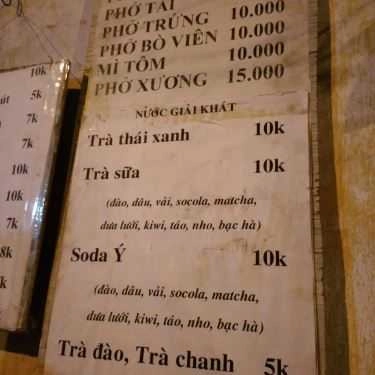 PHỞ TÁI
PHỞ TRỨNG 10.000
PHỞ BÒ VIÊN 10.000
MÌ TÔM 10.000
PHỞ XƯƠNG 15.000
NƯỚC GIẢI KHÁT
Trà thái xanh 10k
Trà sữa 10k
(đào, dâu, vải, socola, matcha,
dưa lưới, kiwi, táo, nho, bạc hà)
Soda Ý 10k
(đào, dâu, vải, socola, matcha,
dưa lưới, kiwi, táo, nho, bạc hà)
Trà đào, Trà chanh 5k
10k
út 5k
7k
7k
10k
10k
7k
8k